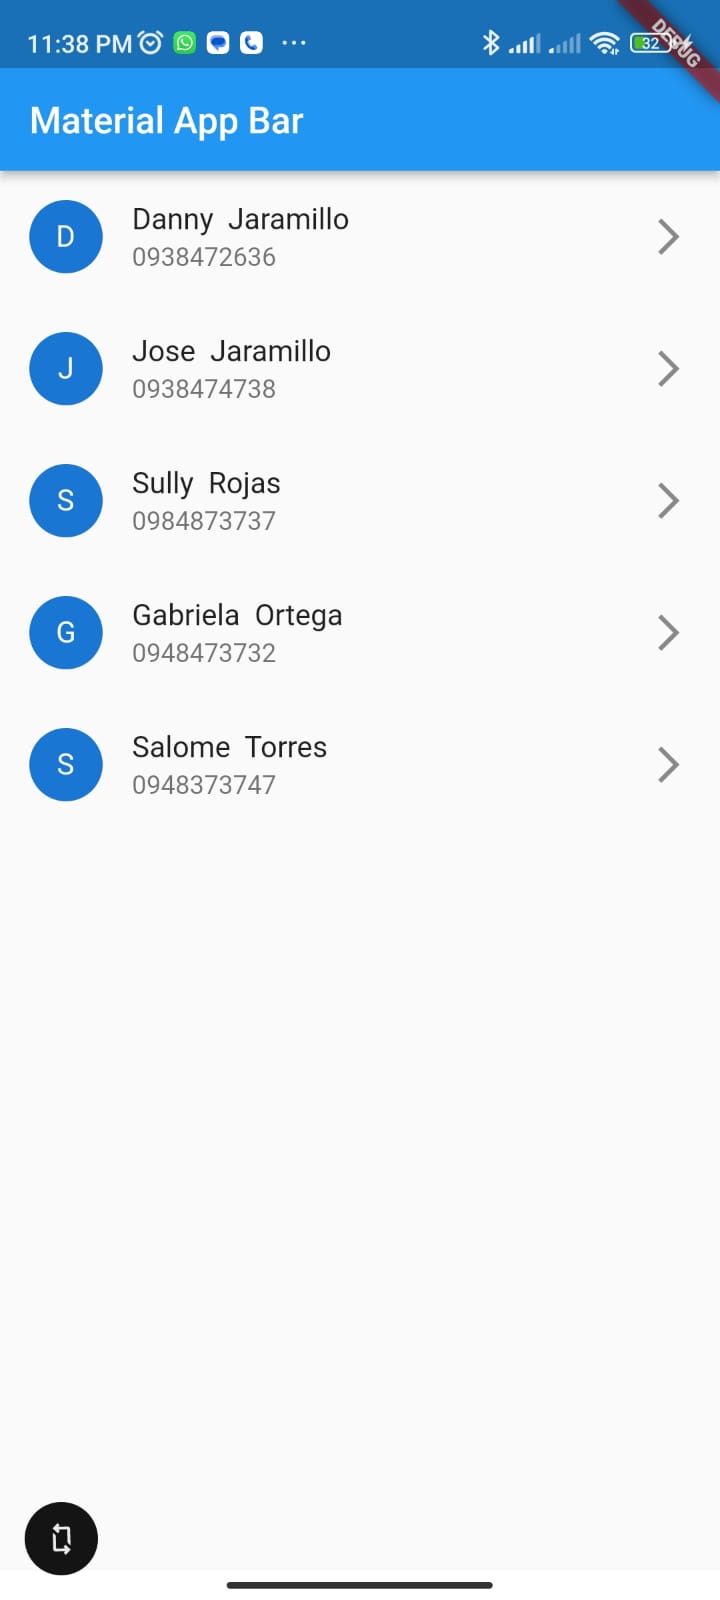 11:38 PM
32
DEBUG
Material App Bar
D
Danny Jaramillo
0938472636
J
Jose Jaramillo
0938474738
S
Sully Rojas
0984873737
G
Gabriela Ortega
0948473732
S
Salome Torres
0948373747